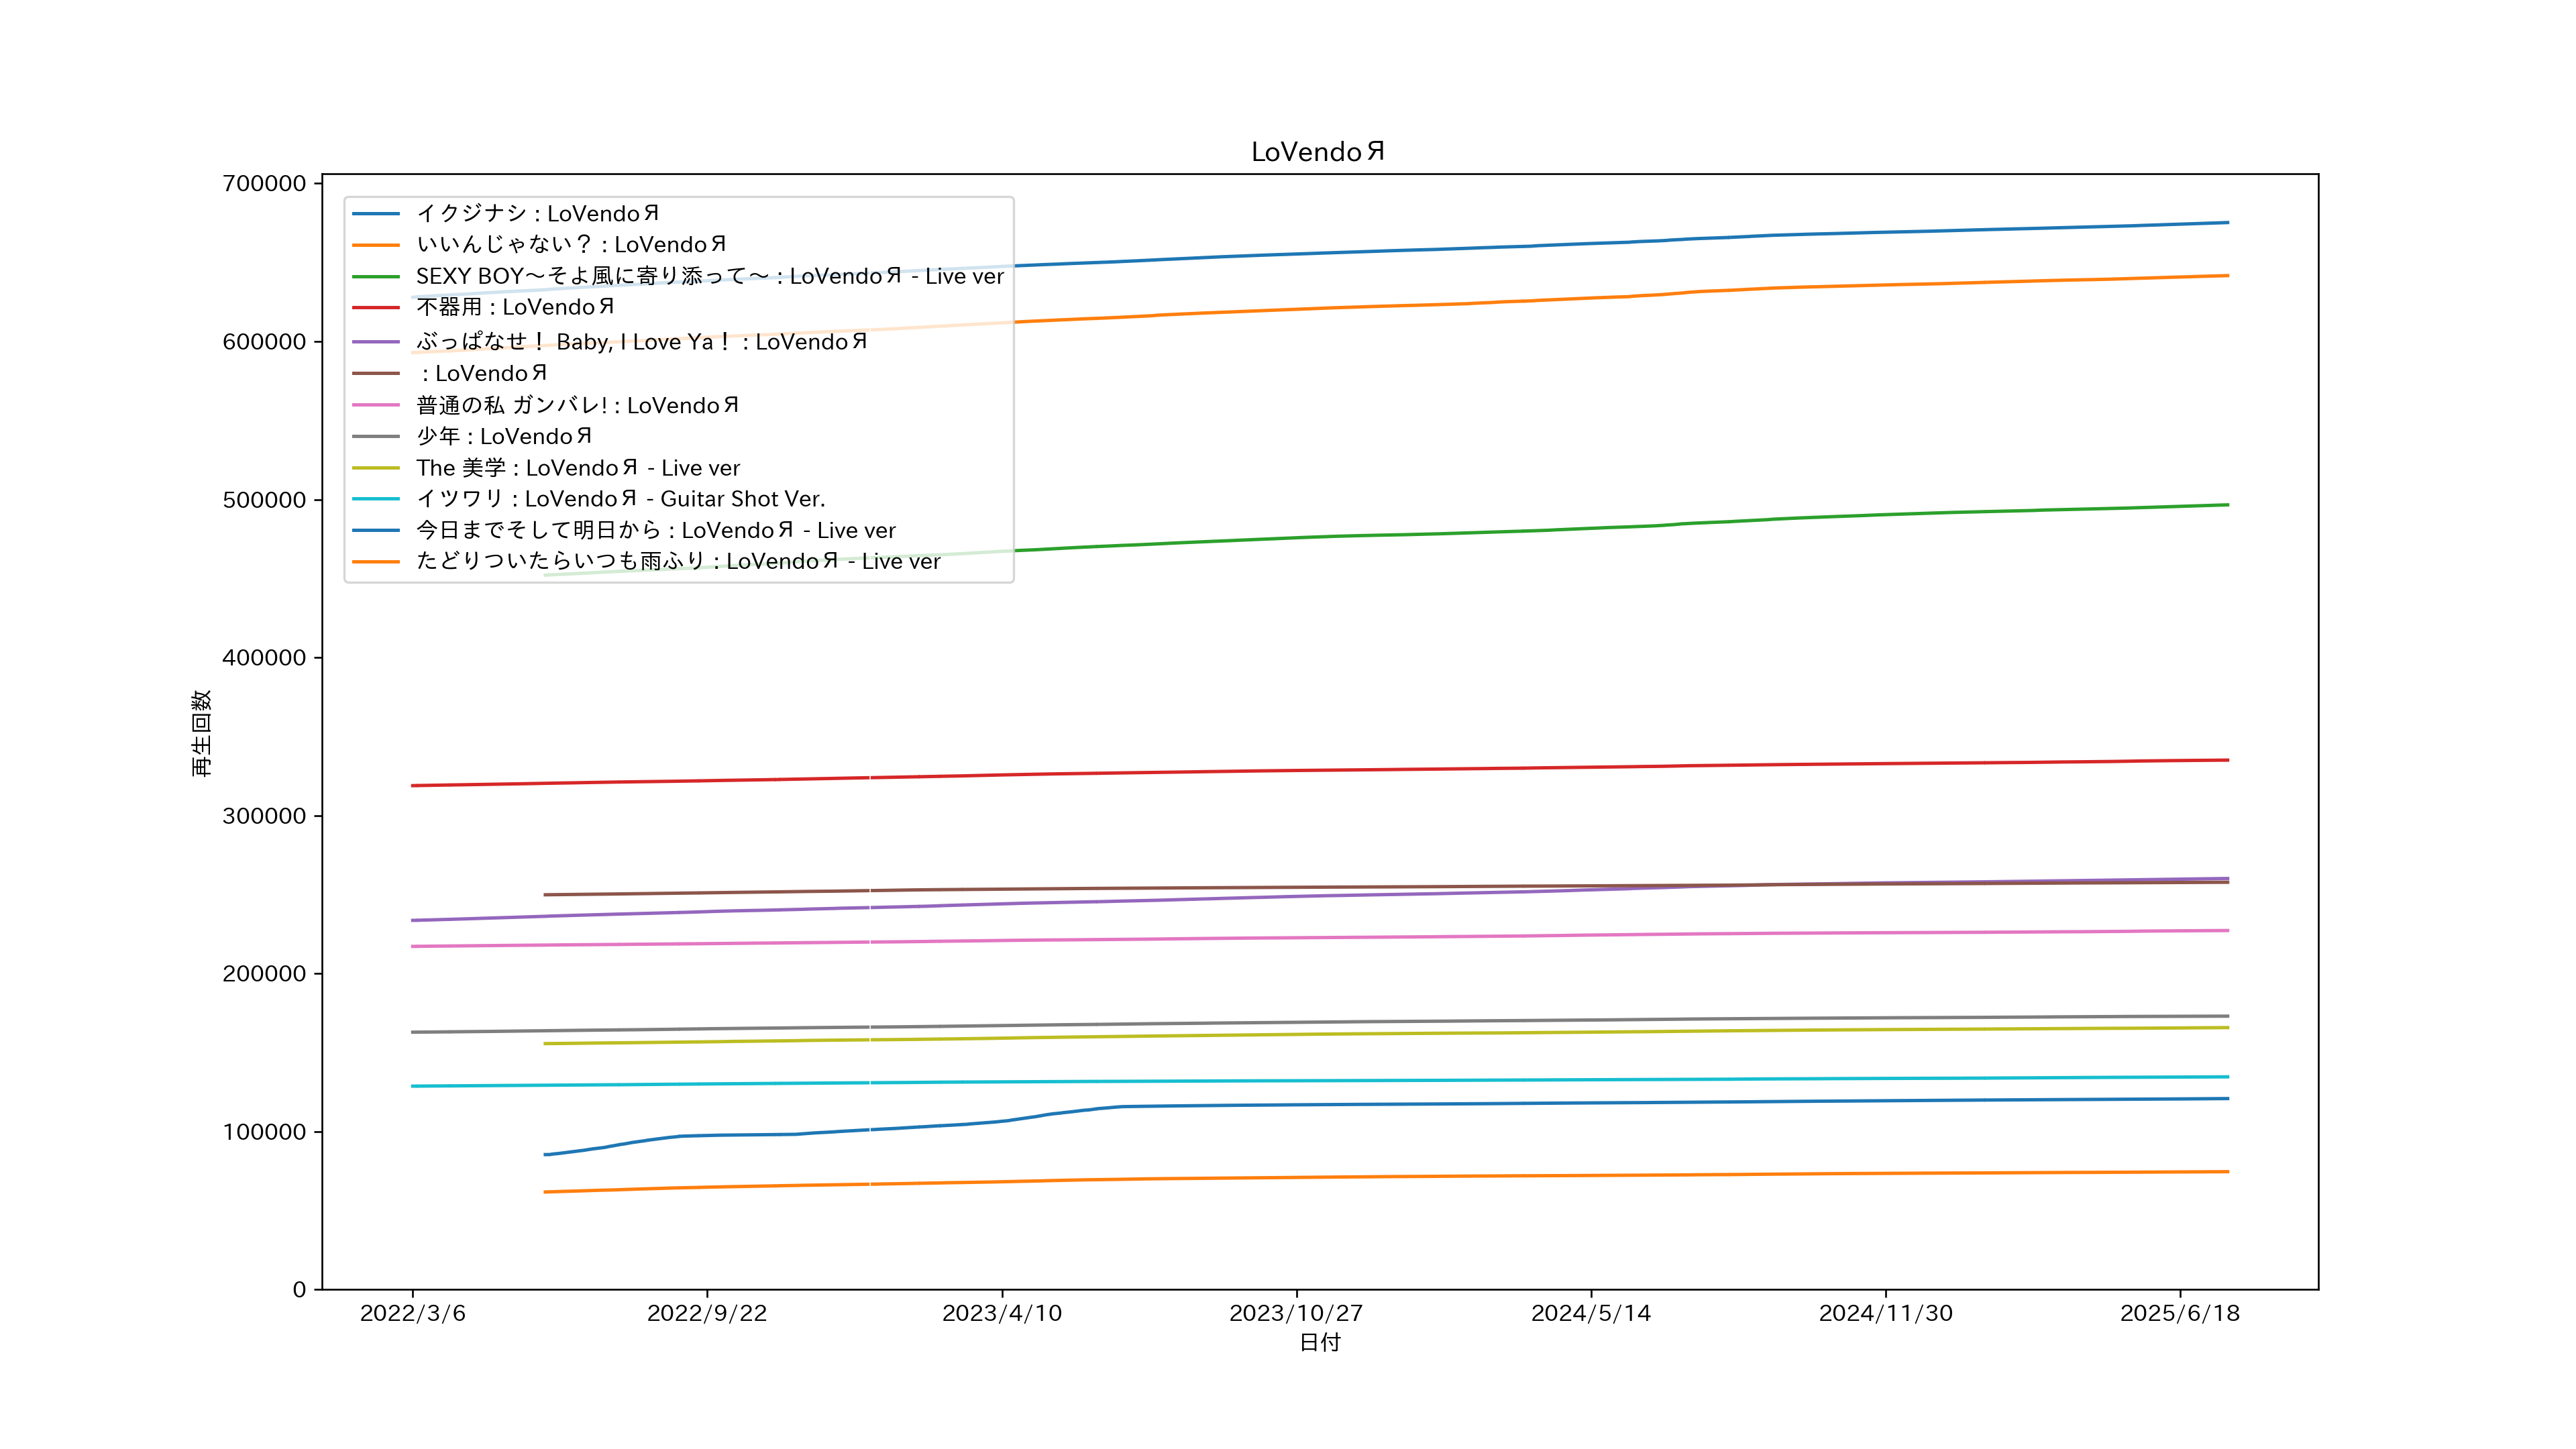 LoVendoЯ
700000
600000
500000
400000
300000
200000
100000
0
再生回数
イクジナシ : LoVendoЯ
いいんじゃない？ : LoVendoЯ
SEXY BOY～そよ風に寄り添って～ : LoVendoЯ - Live ver
不器用 : LoVendoЯ
ぶっぱなせ！ Baby, I Love Ya！ : LoVendoЯ
: LoVendoЯ
普通の私 ガンバレ! : LoVendoЯ
少年 : LoVendoЯ
The 美学 : LoVendoЯ - Live ver
イツワリ : LoVendoЯ - Guitar Shot Ver.
今日までそして明日から : LoVendoЯ - Live ver
たどりついたらいつも雨ふり : LoVendoЯ - Live ver
2022/3/6 2022/9/22 2023/4/10 2023/10/27 2024/5/14 2024/11/30 2025/6/18
日付